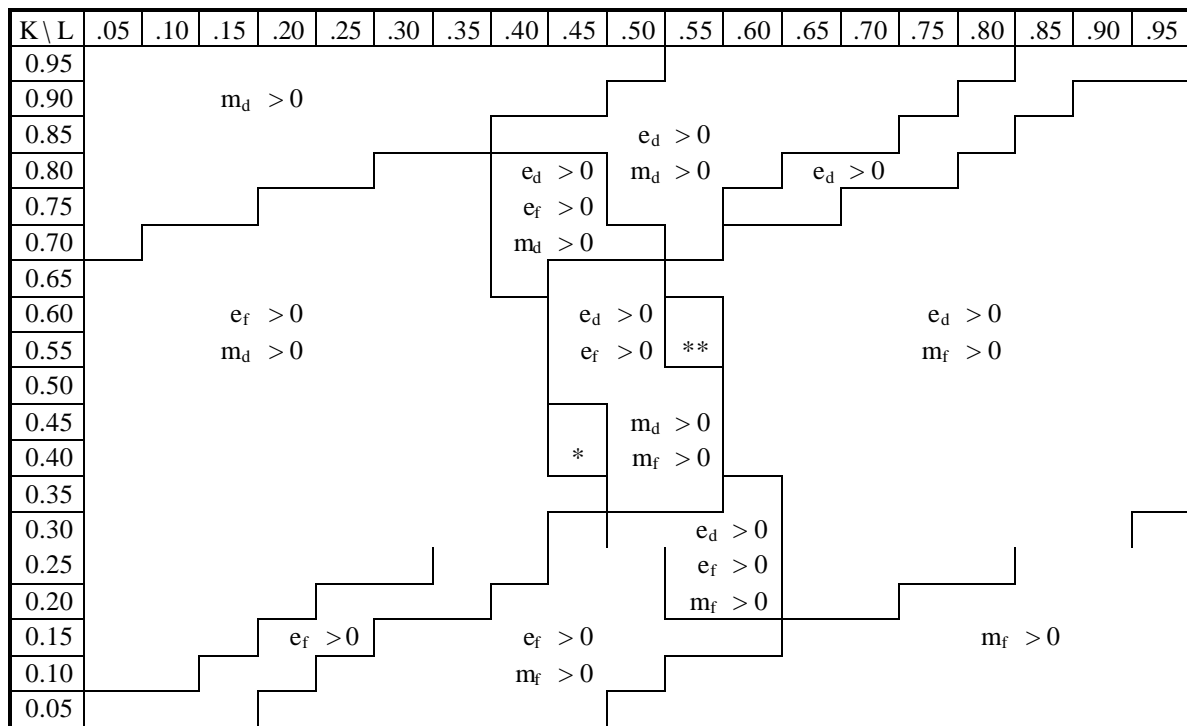 K \ L .05 .10 .15 .20 .25 .30 .35 .40 .45 .50 .55 .60 .65 .70 .75 .80 .85 .90 .95
0.95
0.90 m_d > 0
0.85 e_d > 0
0.80 e_d > 0 m_d > 0 e_d > 0
0.75 e_f > 0
0.70 m_d > 0
0.65
0.60 e_f > 0 e_d > 0 e_d > 0
0.55 m_d > 0 e_f > 0 ** m_f > 0
0.50
0.45 m_d > 0
0.40 * m_f > 0
0.35
0.30 e_d > 0
0.25 e_f > 0
0.20 m_f > 0
0.15 e_f > 0 e_f > 0 m_f > 0
0.10 m_f > 0
0.05